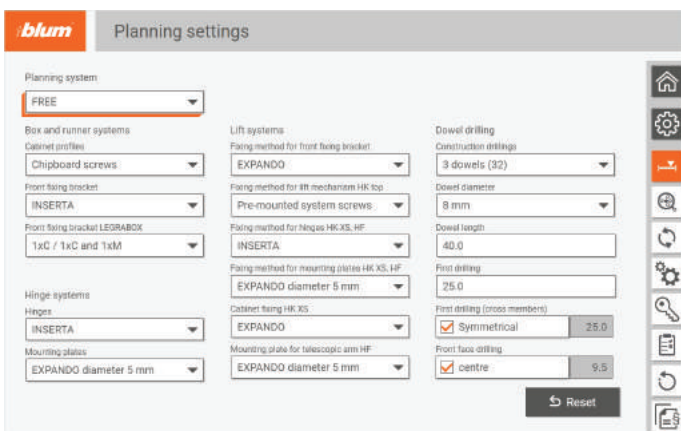 blum
Planning settings
Planning system
FREE
Box and runner systems
Cabinet profiles
Chipboard screws
Front fixing bracket
INSERTA
Front fixing bracket LEGRABOX
1xC / 1xC and 1xM
Hinge systems
Hinges
INSERTA
Mounting plates
EXPANDO diameter 5 mm
Lift systems
Fixing method for front fixing bracket
EXPANDO
Fixing method for lift mechanism HK top
Pre-mounted system screws
Fixing method for hinges HK-XS, HF
INSERTA
Fixing method for mounting plates HK-XS, HF
EXPANDO diameter 5 mm
Cabinet fixing HK-XS
EXPANDO
Mounting plate for telescopic arm HF
EXPANDO diameter 5 mm
Dowel drilling
Construction drillings
3 dowels (32)
Dowel diameter
8 mm
Dowel length
40.0
First drilling
25.0
First drilling (cross members)
Symmetrical 25.0
Front face drilling
centre 9.5
Reset